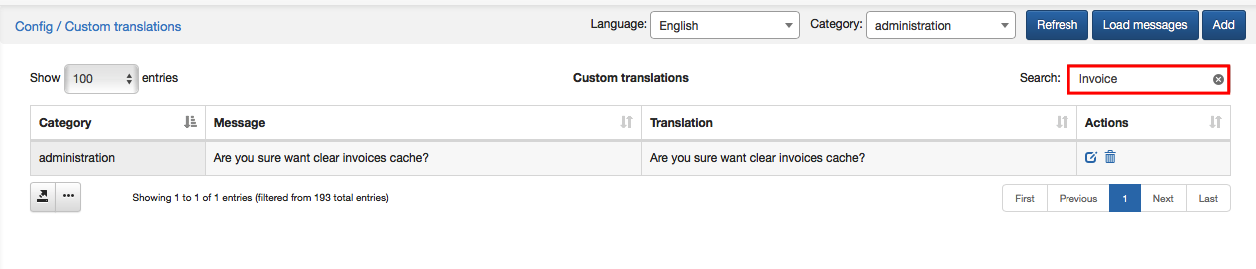 Config / Custom translations Language: English Category: administration Refresh Load messages Add
Show 100 entries Custom translations Search: Invoice
Category Message Translation Actions
administration Are you sure want clear invoices cache? Are you sure want clear invoices cache?
Showing 1 to 1 of 1 entries (filtered from 193 total entries) First Previous 1 Next Last